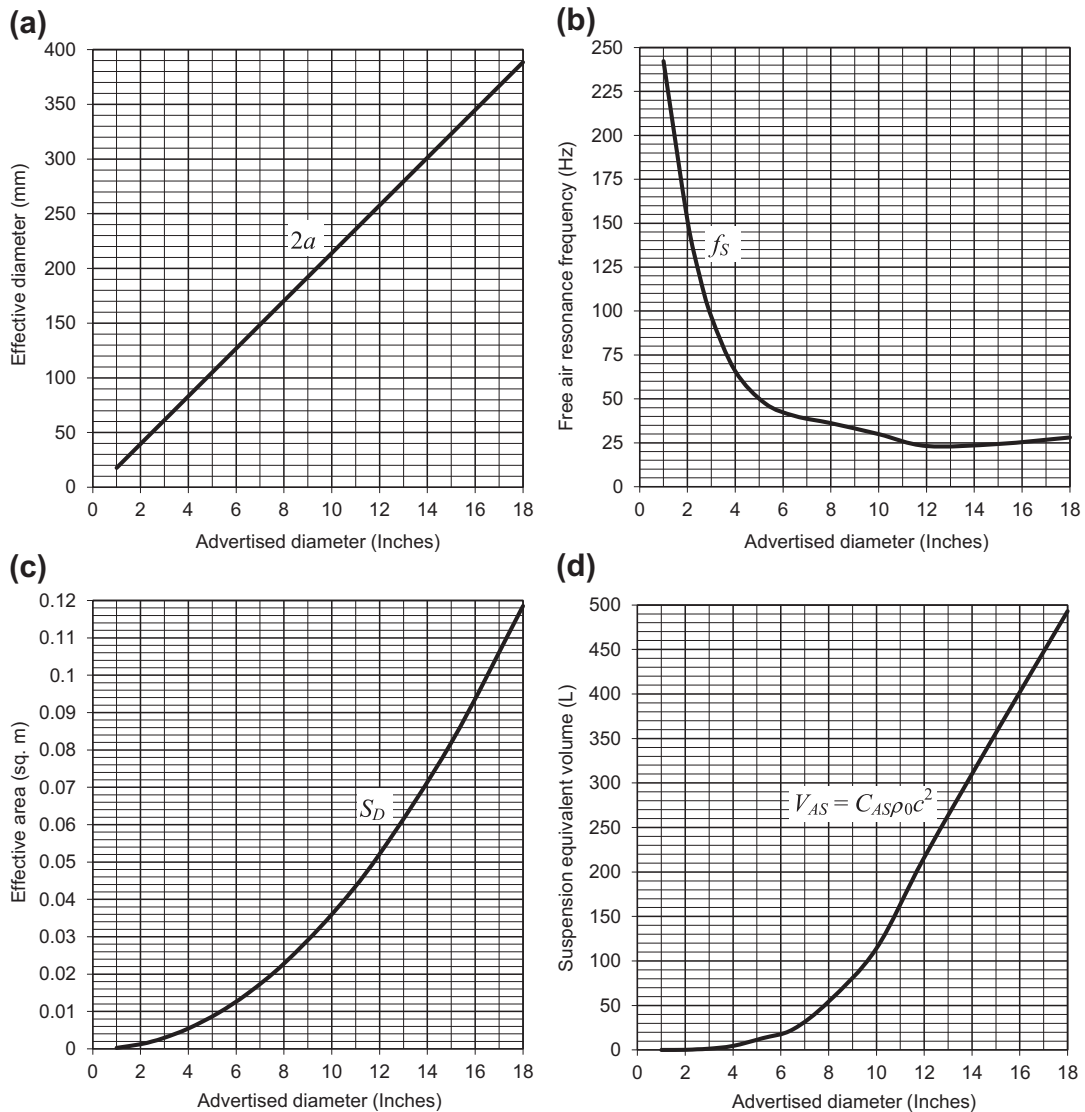 (a)
400
350
300
250
200
150
100
50
0
0 2 4 6 8 10 12 14 16 18
Effective diameter (mm)
2a
Advertised diameter (Inches)
(b)
250
225
200
175
150
125
100
75
50
25
0
0 2 4 6 8 10 12 14 16 18
Free air resonance frequency (Hz)
f_S
Advertised diameter (Inches)
(c)
0.12
0.11
0.1
0.09
0.08
0.07
0.06
0.05
0.04
0.03
0.02
0.01
0
0 2 4 6 8 10 12 14 16 18
Effective area (sq. m)
S_D
Advertised diameter (Inches)
(d)
500
450
400
350
300
250
200
150
100
50
0
0 2 4 6 8 10 12 14 16 18
Suspension equivalent volume (L)
V_AS = C_ASρ₀c²
Advertised diameter (Inches)